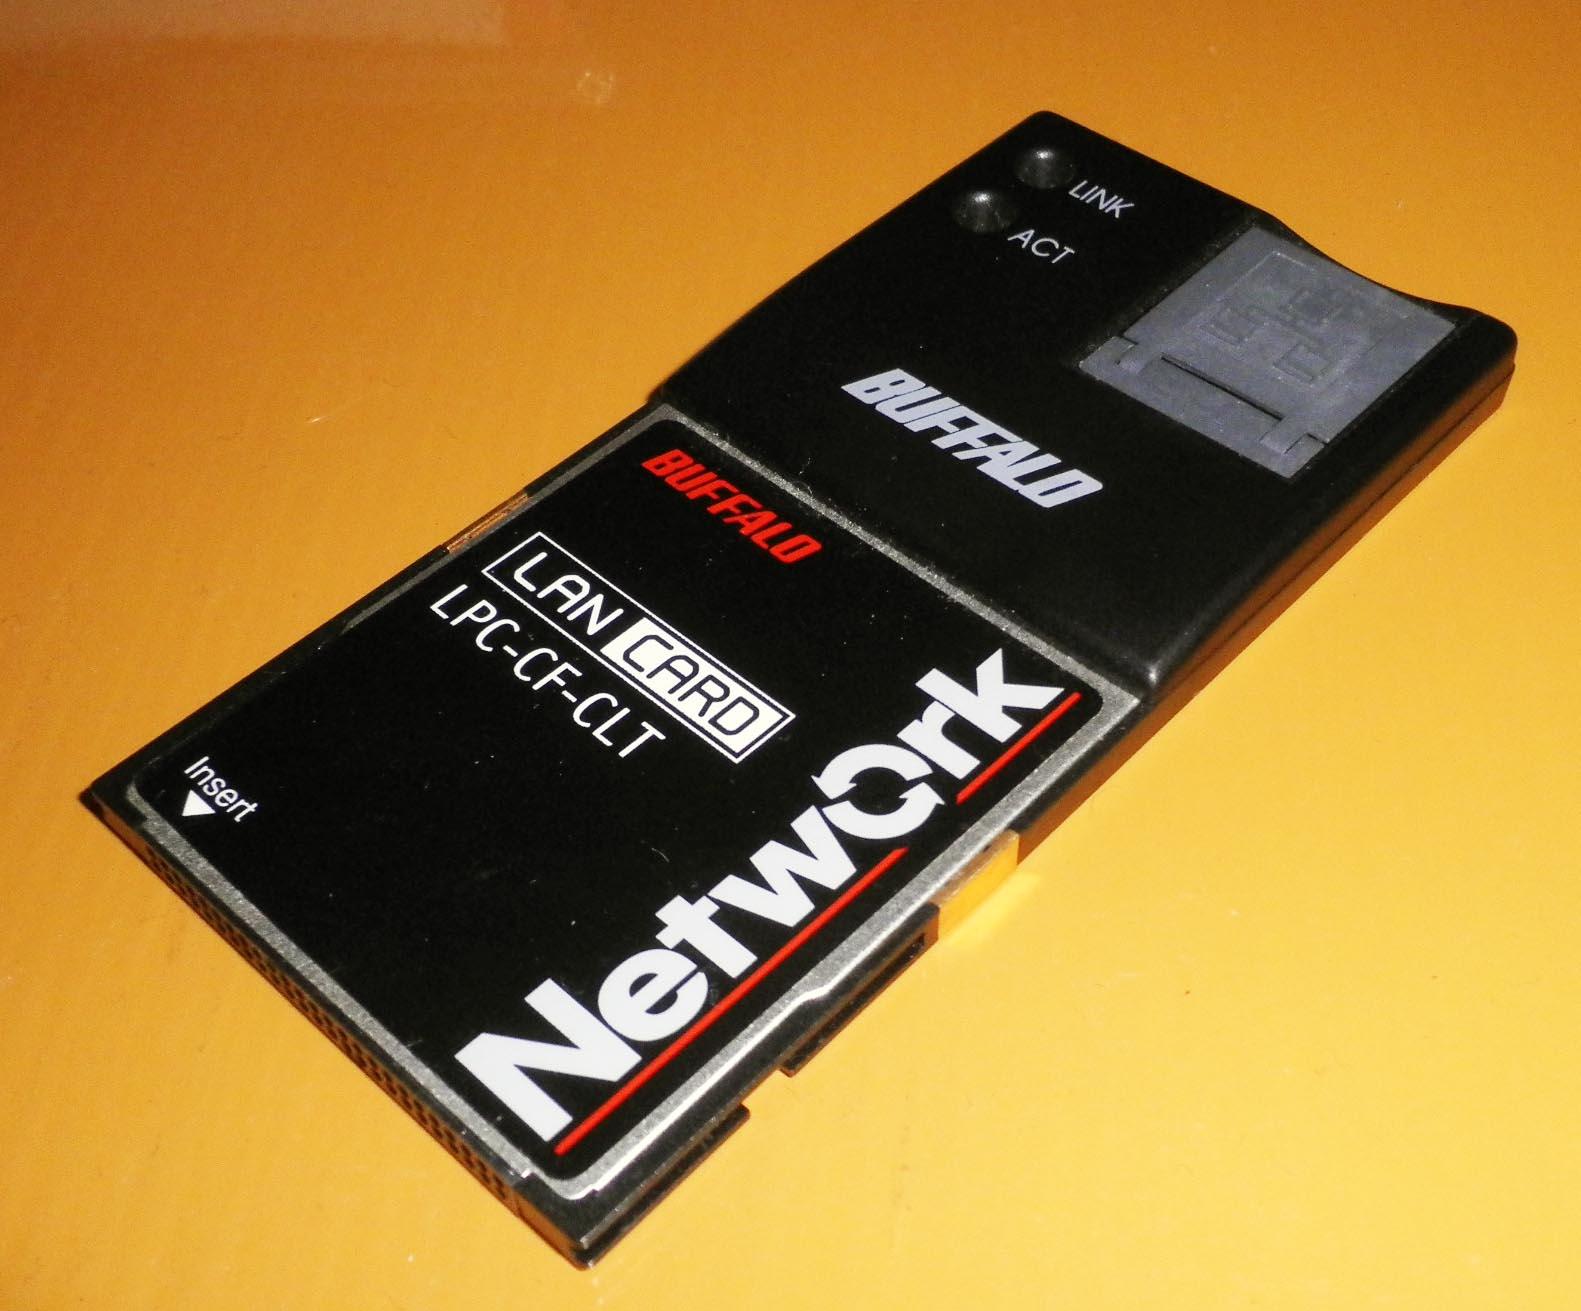 LINK
ACT
BUFFALO
BUFFALO
LAN CARD
LPC-CF-CLT
Network
Insert